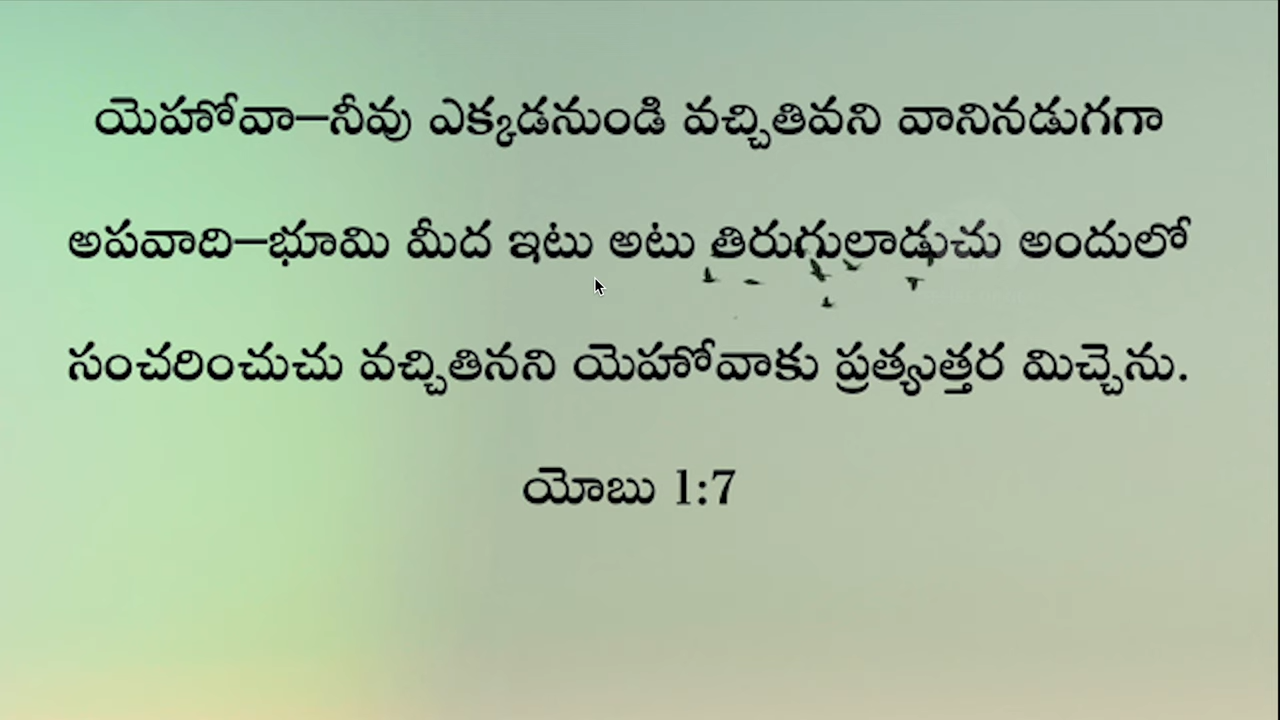 యెహోవా–నీవు ఎక్కడనుండి వచ్చితివని వానినడుగగా
అపవాది–భూమి మీద ఇటు అటు తిరుగ్గులాడుచు అందులో
సంచరించుచు వచ్చితినని యెహోవాకు ప్రత్యుత్తర మిచ్చెను.
యోబు 1:7